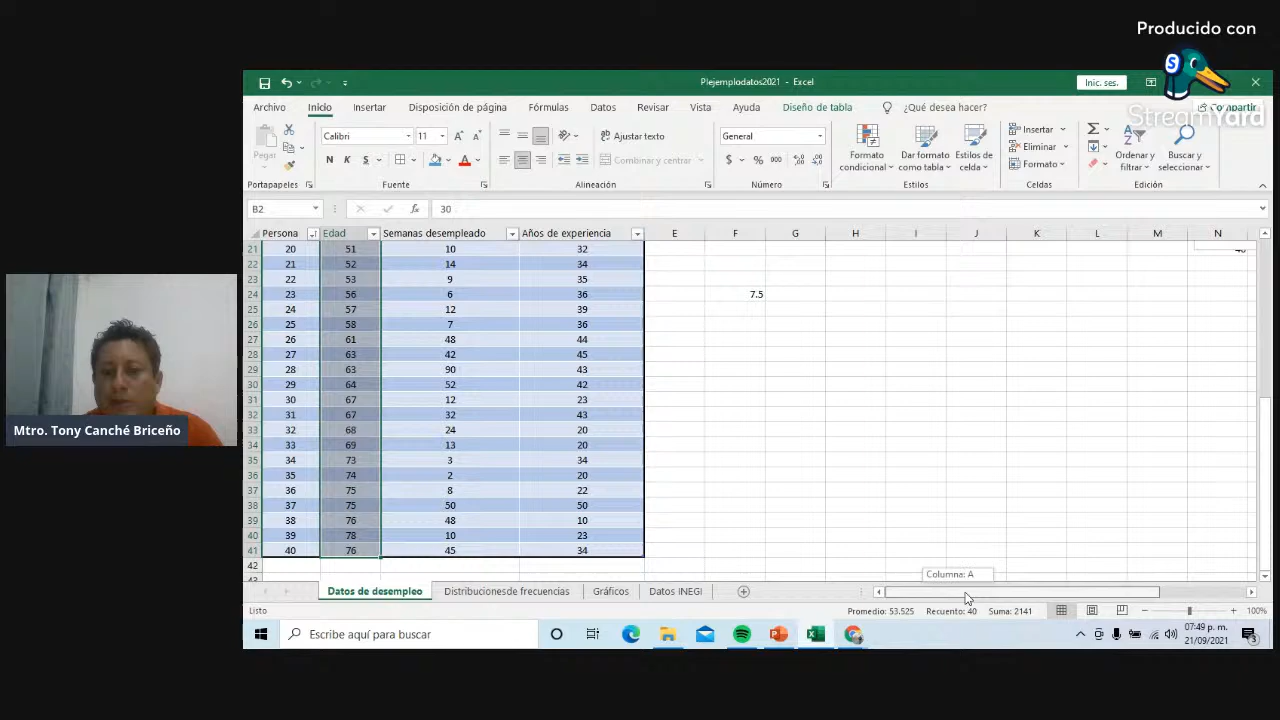 Producido con
StreamYard
Plejemplodatos2021 - Excel
Inic. ses.
Archivo Inicio Insertar Disposición de página Fórmulas Datos Revisar Vista Ayuda Diseño de tabla ¿Qué desea hacer? Compartir
Pegar
Calibri 11
N K S
Ajustar texto
Combinar y centrar
General
$ % 000
Formato condicional
Dar formato como tabla
Estilos de celda
Insertar
Eliminar
Formato
Ordenar y filtrar
Buscar y seleccionar
Portapapeles Fuente Alineación Número Estilos Celdas Edición
B2 fx 30
Persona Edad Semanas desempleado Años de experiencia E F G H I J K L M N
21 20 51 10 32
22 21 52 14 34
23 22 53 9 35
24 23 56 6 36 7.5
25 24 57 12 39
26 25 58 7 36
27 26 61 48 44
28 27 63 42 45
29 28 63 90 43
30 29 64 52 42
31 30 67 12 23
32 31 67 32 43
33 32 68 24 20
34 33 69 13 20
35 34 73 3 34
36 35 74 2 20
37 36 75 8 22
38 37 75 50 50
39 38 76 48 10
40 39 78 10 23
41 40 76 45 34
42
Columna: A
Datos de desempleo Distribucionesde frecuencias Gráficos Datos INEGI
Listo Promedio: 53.525 Recuento: 40 Suma: 2141 100%
Escribe aquí para buscar
07:49 p. m.
21/09/2021
3
Mtro. Tony Canché Briceño